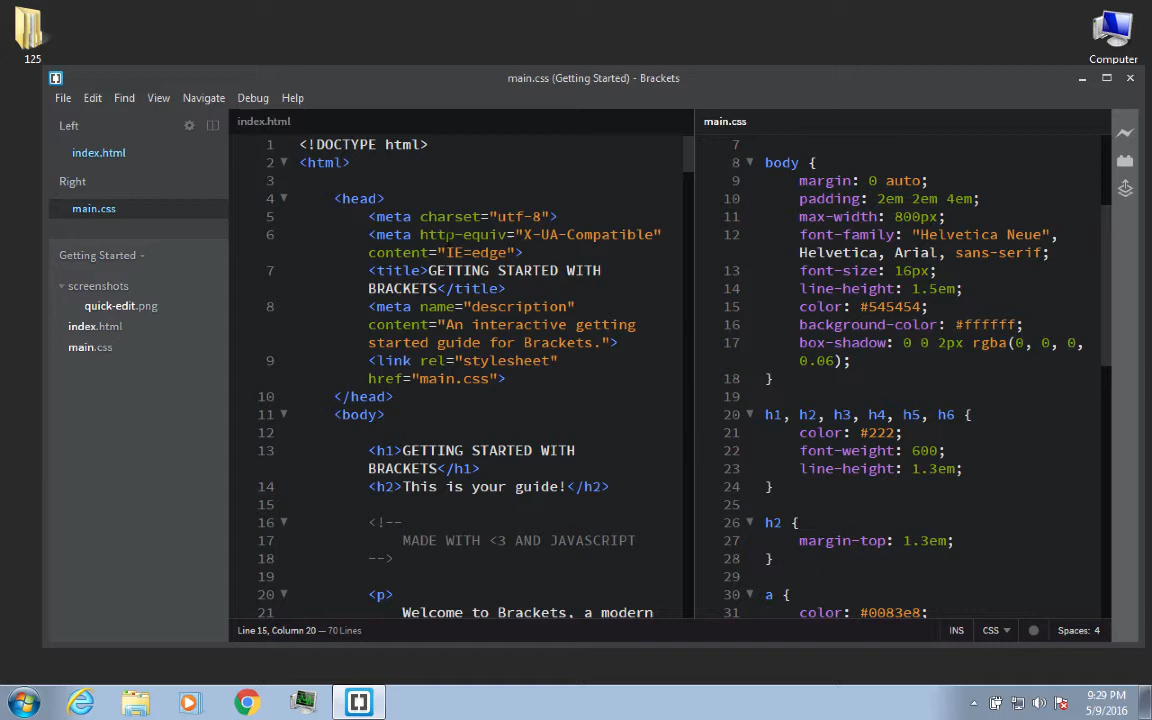 125
Computer
main.css (Getting Started) - Brackets
File Edit Find View Navigate Debug Help
Left
index.html
Right
main.css
Getting Started
screenshots
quick-edit.png
index.html
main.css
index.html
1 <!DOCTYPE html>
2 <html>
3
4 <head>
5 <meta charset="utf-8">
6 <meta http-equiv="X-UA-Compatible"
content="IE=edge">
7 <title>GETTING STARTED WITH
BRACKETS</title>
8 <meta name="description"
content="An interactive getting
started guide for Brackets.">
9 <link rel="stylesheet"
href="main.css">
10 </head>
11 <body>
12
13 <h1>GETTING STARTED WITH
BRACKETS</h1>
14 <h2>This is your guide!</h2>
15
16 <!--
17 MADE WITH <3 AND JAVASCRIPT
18 -->
19
20 <p>
21 Welcome to Brackets, a modern
main.css
7
8 body {
9 margin: 0 auto;
10 padding: 2em 2em 4em;
11 max-width: 800px;
12 font-family: "Helvetica Neue",
Helvetica, Arial, sans-serif;
13 font-size: 16px;
14 line-height: 1.5em;
15 color: #545454;
16 background-color: #ffffff;
17 box-shadow: 0 0 2px rgba(0, 0, 0,
0.06);
18 }
19
20 h1, h2, h3, h4, h5, h6 {
21 color: #222;
22 font-weight: 600;
23 line-height: 1.3em;
24 }
25
26 h2 {
27 margin-top: 1.3em;
28 }
29
30 a {
31 color: #0083e8;
Line 15, Column 20 — 70 Lines
INS CSS Spaces: 4
9:29 PM
5/9/2016